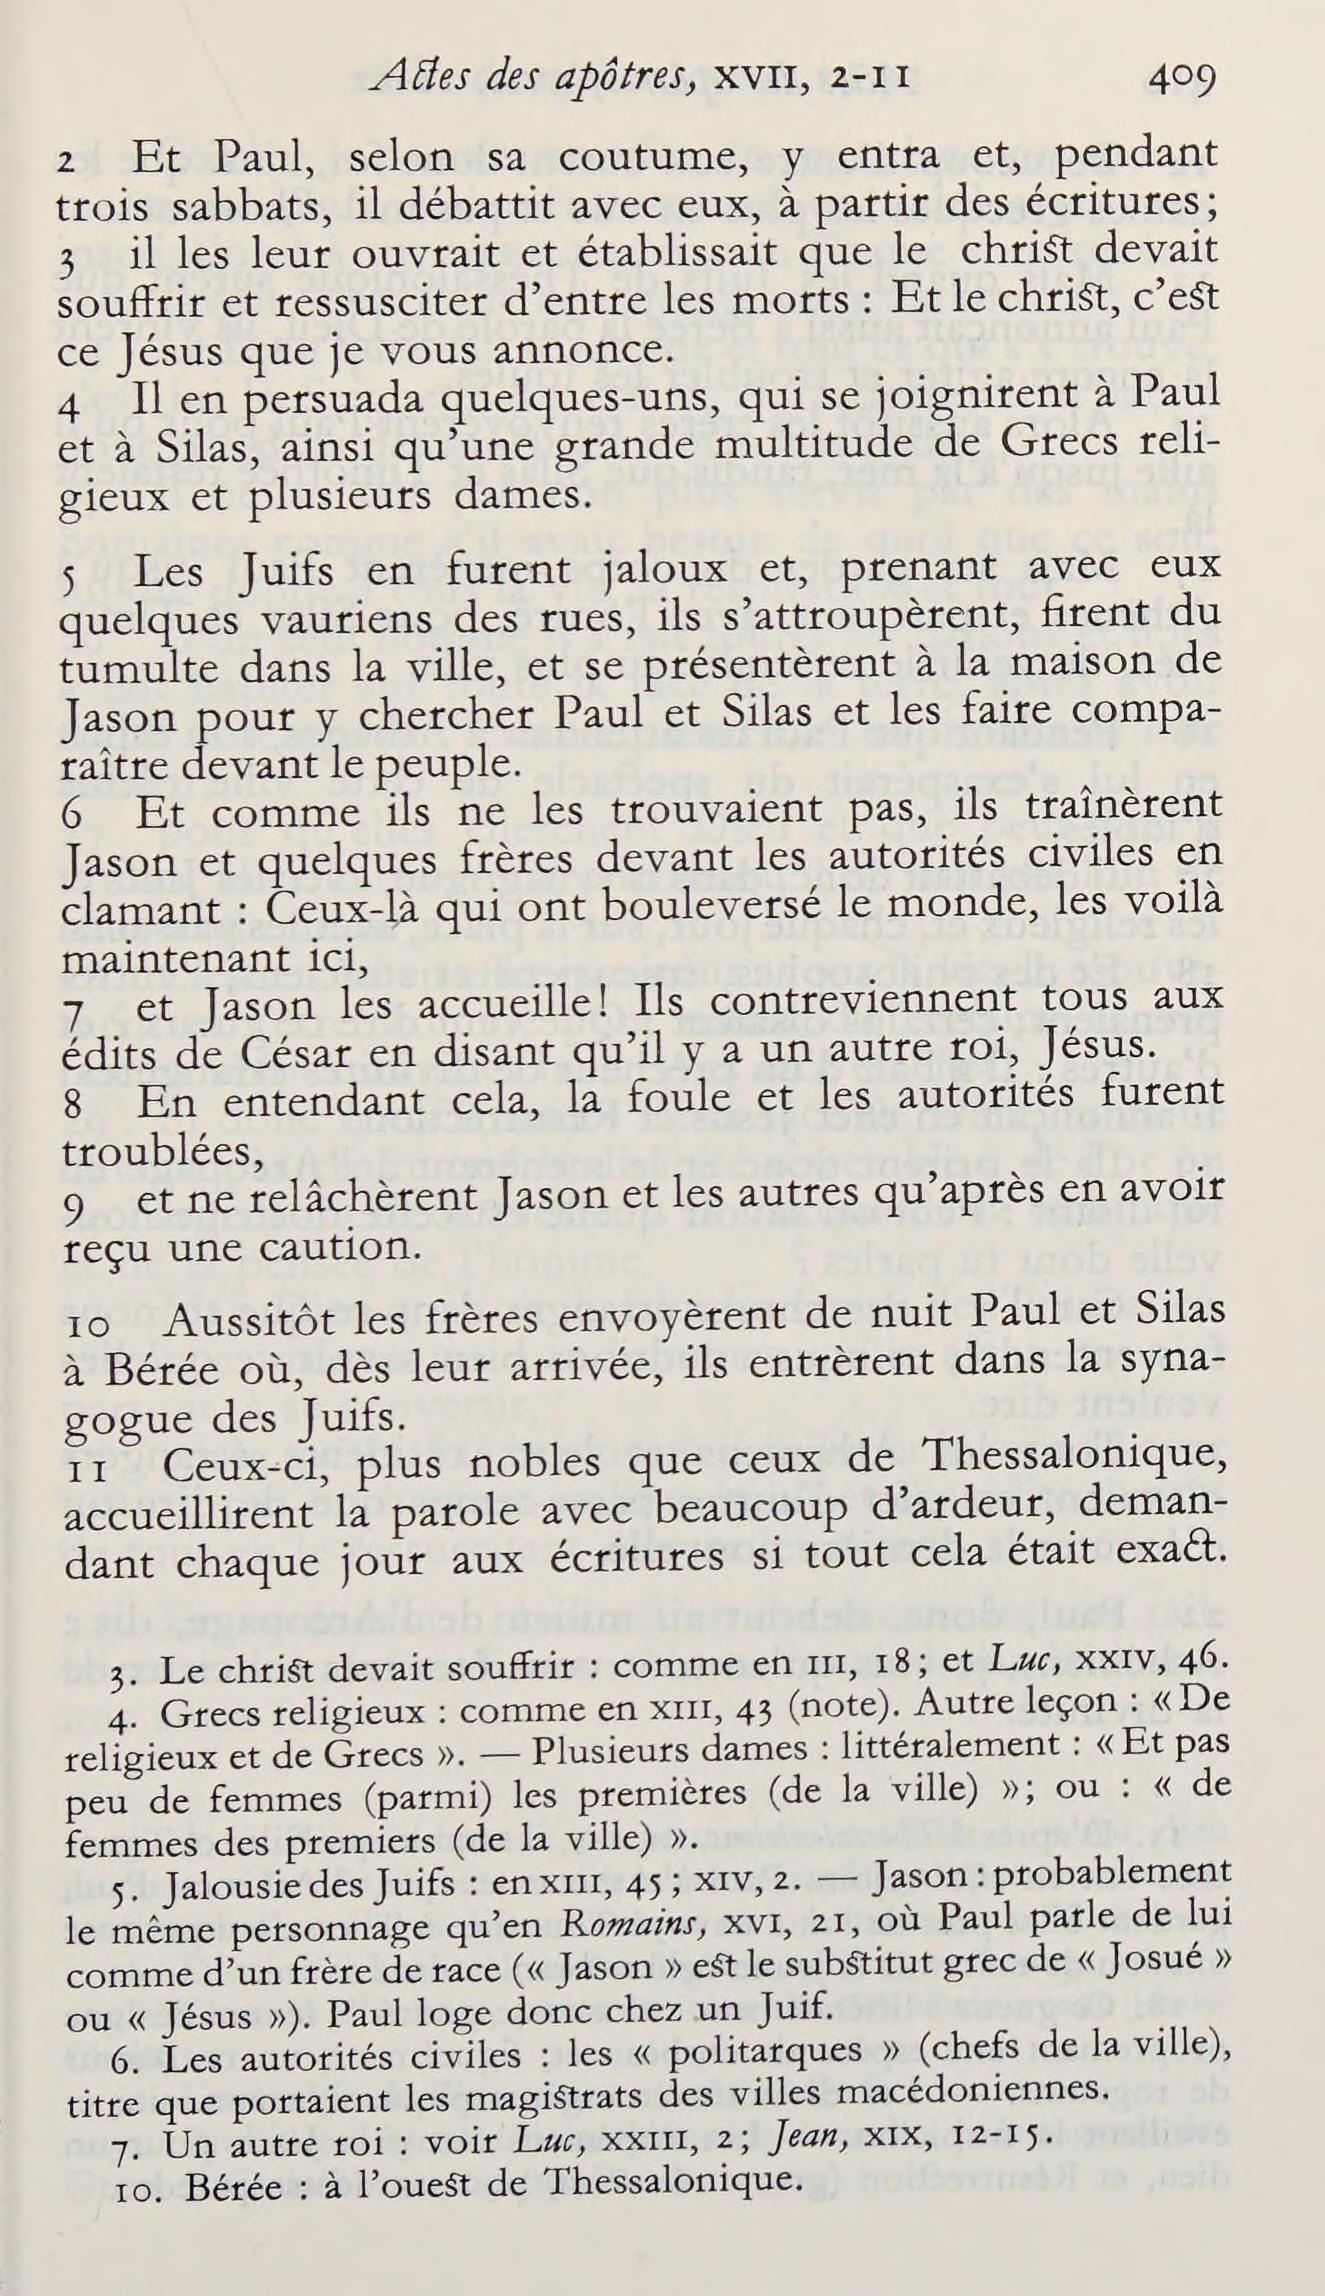 Actes des apôtres, XVII, 2-11 409
2 Et Paul, selon sa coutume, y entra et, pendant
trois sabbats, il débattit avec eux, à partir des écritures;
3 il les leur ouvrait et établissait que le christ devait
souffrir et ressusciter d'entre les morts : Et le christ, c'est
ce Jésus que je vous annonce.
4 Il en persuada quelques-uns, qui se joignirent à Paul
et à Silas, ainsi qu'une grande multitude de Grecs reli-
gieux et plusieurs dames.
5 Les Juifs en furent jaloux et, prenant avec eux
quelques vauriens des rues, ils s'attroupèrent, firent du
tumulte dans la ville, et se présentèrent à la maison de
Jason pour y chercher Paul et Silas et les faire compa-
raître devant le peuple.
6 Et comme ils ne les trouvaient pas, ils traînèrent
Jason et quelques frères devant les autorités civiles en
clamant : Ceux-là qui ont bouleversé le monde, les voilà
maintenant ici,
7 et Jason les accueille! Ils contreviennent tous aux
édits de César en disant qu'il y a un autre roi, Jésus.
8 En entendant cela, la foule et les autorités furent
troublées,
9 et ne relâchèrent Jason et les autres qu'après en avoir
reçu une caution.
10 Aussitôt les frères envoyèrent de nuit Paul et Silas
à Bérée où, dès leur arrivée, ils entrèrent dans la syna-
gogue des Juifs.
11 Ceux-ci, plus nobles que ceux de Thessalonique,
accueillirent la parole avec beaucoup d'ardeur, deman-
dant chaque jour aux écritures si tout cela était exact.
3. Le christ devait souffrir : comme en III, 18; et Luc, XXIV, 46.
4. Grecs religieux : comme en XIII, 43 (note). Autre leçon : « De
religieux et de Grecs ». — Plusieurs dames : littéralement : « Et pas
peu de femmes (parmi) les premières (de la ville) »; ou : « de
femmes des premiers (de la ville) ».
5. Jalousie des Juifs : en XIII, 45 ; XIV, 2. — Jason : probablement
le même personnage qu'en Romains, XVI, 21, où Paul parle de lui
comme d'un frère de race (« Jason » est le substitut grec de « Josué »
ou « Jésus »). Paul loge donc chez un Juif.
6. Les autorités civiles : les « politarques » (chefs de la ville),
titre que portaient les magistrats des villes macédoniennes.
7. Un autre roi : voir Luc, XXIII, 2; Jean, XIX, 12-15.
10. Bérée : à l'ouest de Thessalonique.